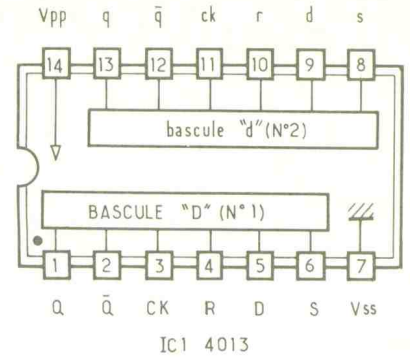 Vpp q q̄ ck r d s
14 13 12 11 10 9 8
bascule "d" (N°2)
BASCULE "D" (N°1)
1 2 3 4 5 6 7
Q Q̄ CK R D S Vss
IC1 4013